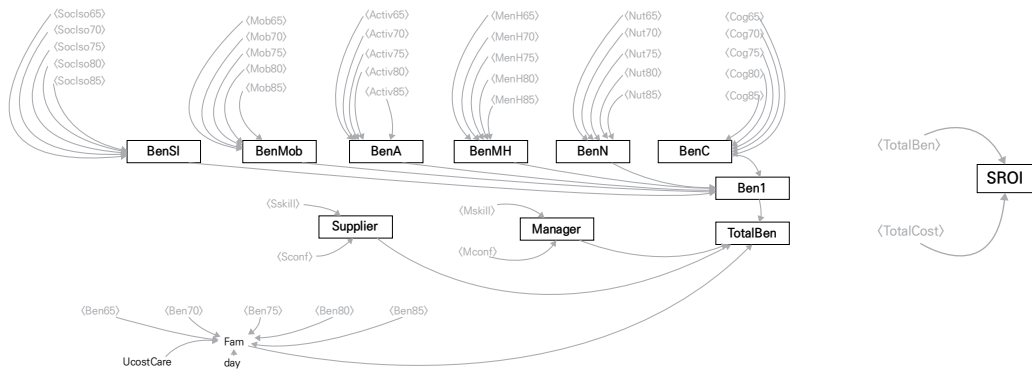 〈SocIso65〉
〈SocIso70〉
〈SocIso75〉
〈SocIso80〉
〈SocIso85〉
〈Mob65〉
〈Mob70〉
〈Mob75〉
〈Mob80〉
〈Mob85〉
〈Activ65〉
〈Activ70〉
〈Activ75〉
〈Activ80〉
〈Activ85〉
〈MenH65〉
〈MenH70〉
〈MenH75〉
〈MenH80〉
〈MenH85〉
〈Nut65〉
〈Nut70〉
〈Nut75〉
〈Nut80〉
〈Nut85〉
〈Cog65〉
〈Cog70〉
〈Cog75〉
〈Cog80〉
〈Cog85〉
BenSI
BenMob
BenA
BenMH
BenN
BenC
Ben1
〈Sskill〉
Supplier
〈Sconf〉
〈Mskill〉
Manager
〈Mconf〉
TotalBen
〈Ben65〉
〈Ben70〉
〈Ben75〉
〈Ben80〉
〈Ben85〉
Fam
UcostCare
day
〈TotalBen〉
SROI
〈TotalCost〉